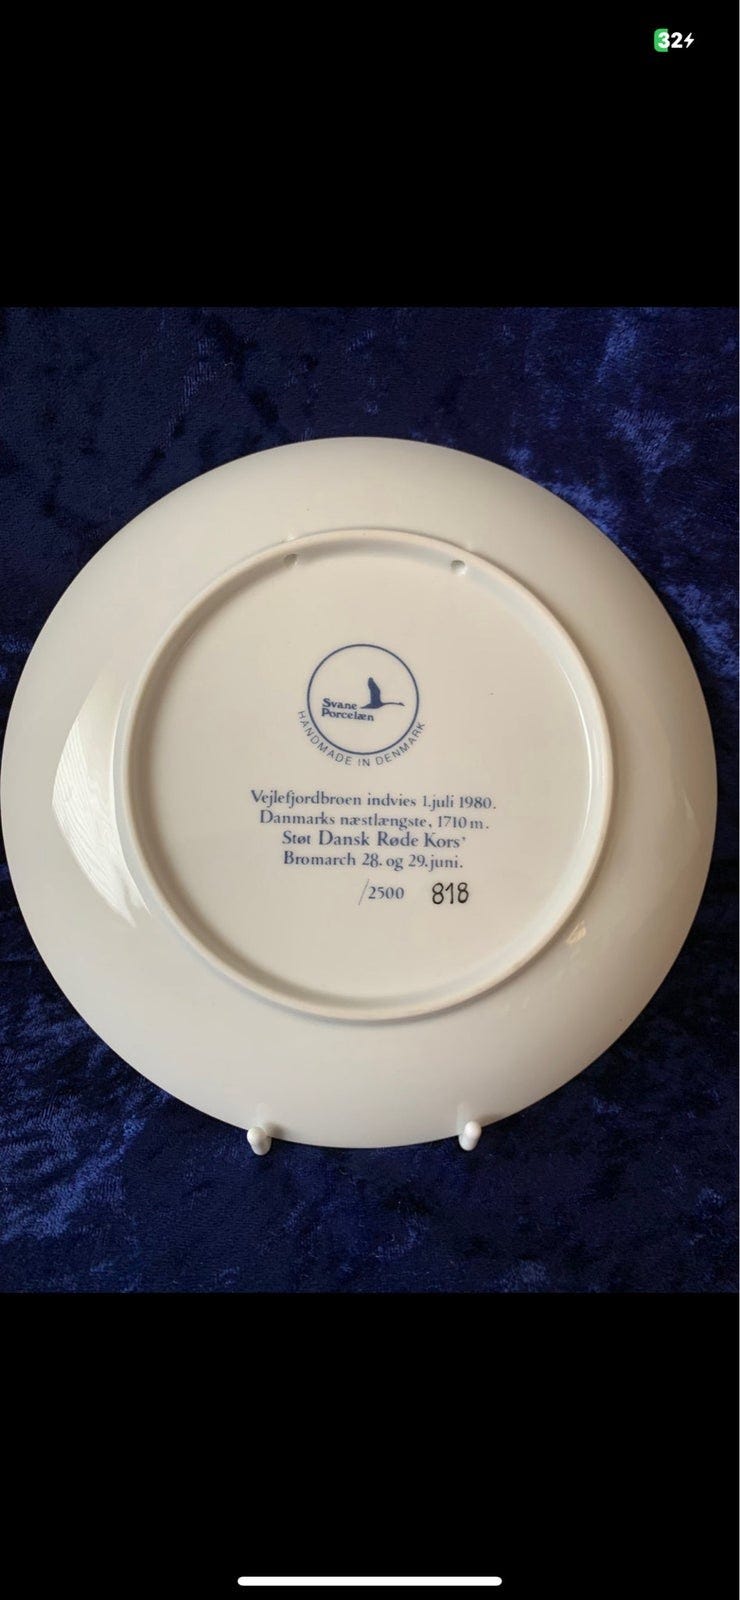 32
Svane
Porcelæn
HANDMADE IN DENMARK
Vejlefjordbroen indvies 1.juli 1980.
Danmarks næstlængste, 1710 m.
Støt Dansk Røde Kors'
Bromarch 28. og 29. juni.
/2500 818